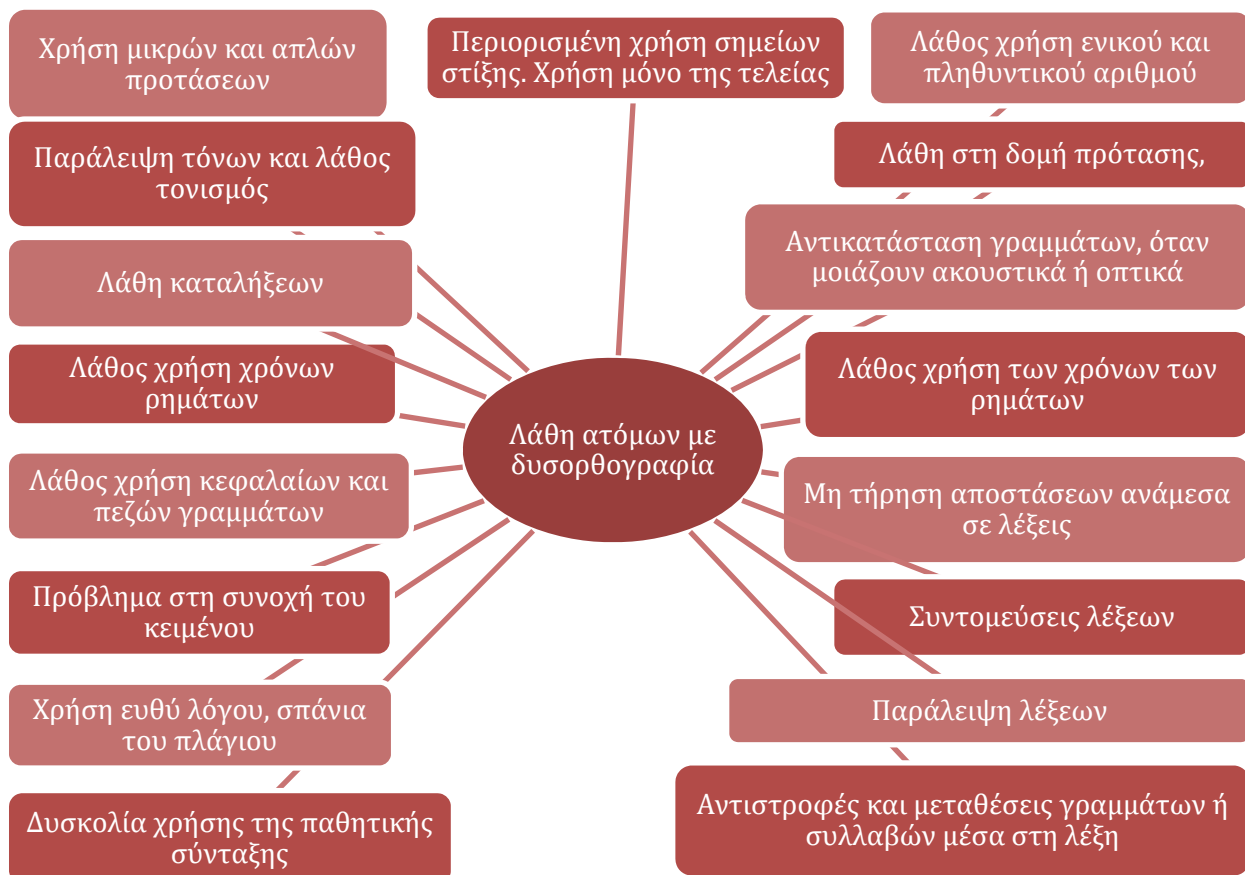 Χρήση μικρών και απλών
προτάσεων
Παράλειψη τόνων και λάθος
τονισμός
Λάθη καταλήξεων
Λάθος χρήση χρόνων
ρημάτων
Λάθος χρήση κεφαλαίων και
πεζών γραμμάτων
Πρόβλημα στη συνοχή του
κειμένου
Χρήση ευθύ λόγου, σπάνια
του πλάγιου
Δυσκολία χρήσης της παθητικής
σύνταξης
Περιορισμένη χρήση σημείων
στίξης. Χρήση μόνο της τελείας
Λάθη ατόμων με
δυσορθογραφία
Λάθος χρήση ενικού και
πληθυντικού αριθμού
Λάθη στη δομή πρότασης,
Αντικατάσταση γραμμάτων, όταν
μοιάζουν ακουστικά ή οπτικά
Λάθος χρήση των χρόνων των
ρημάτων
Μη τήρηση αποστάσεων ανάμεσα
σε λέξεις
Συντομεύσεις λέξεων
Παράλειψη λέξεων
Αντιστροφές και μεταθέσεις γραμμάτων ή
συλλαβών μέσα στη λέξη